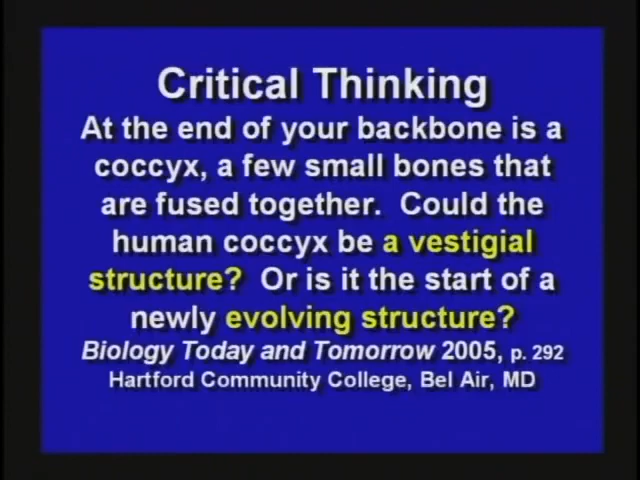 Critical Thinking
At the end of your backbone is a
coccyx, a few small bones that
are fused together.  Could the
human coccyx be a vestigial
structure?  Or is it the start of a
newly evolving structure?
Biology Today and Tomorrow 2005, p. 292
Hartford Community College, Bel Air, MD